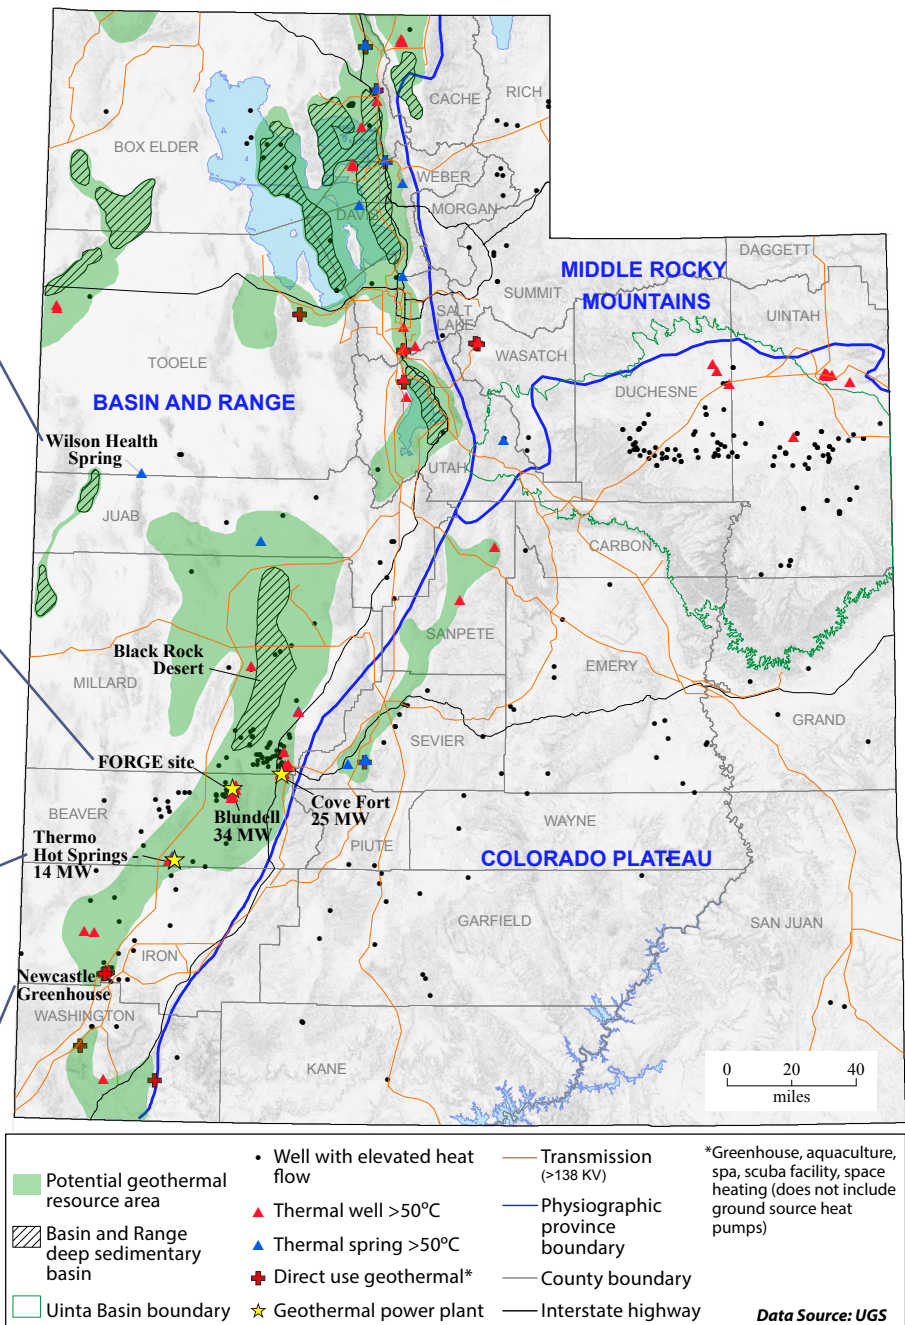 CACHE
RICH
BOX ELDER
WEBER
MORGAN
DAVIS
DAGGETT
MIDDLE ROCKY
MOUNTAINS
SUMMIT
UINTAH
SALT
LAKE
WASATCH
TOOELE
DUCHESNE
BASIN AND RANGE
Wilson Health
Spring
UTAH
JUAB
CARBON
SANPETE
Black Rock
Desert
EMERY
MILLARD
GRAND
SEVIER
FORGE site
Cove Fort
25 MW
BEAVER
Blundell
34 MW
WAYNE
Thermo
Hot Springs -
14 MW
PIUTE
COLORADO PLATEAU
GARFIELD
SAN JUAN
IRON
Newcastle
Greenhouse
WASHINGTON
KANE
0 20 40
miles
Potential geothermal
resource area
Basin and Range
deep sedimentary
basin
Uinta Basin boundary
Well with elevated heat
flow
Thermal well >50ºC
Thermal spring >50ºC
Direct use geothermal*
Geothermal power plant
Transmission
(>138 KV)
Physiographic
province
boundary
County boundary
Interstate highway
*Greenhouse, aquaculture,
spa, scuba facility, space
heating (does not include
ground source heat
pumps)
Data Source: UGS